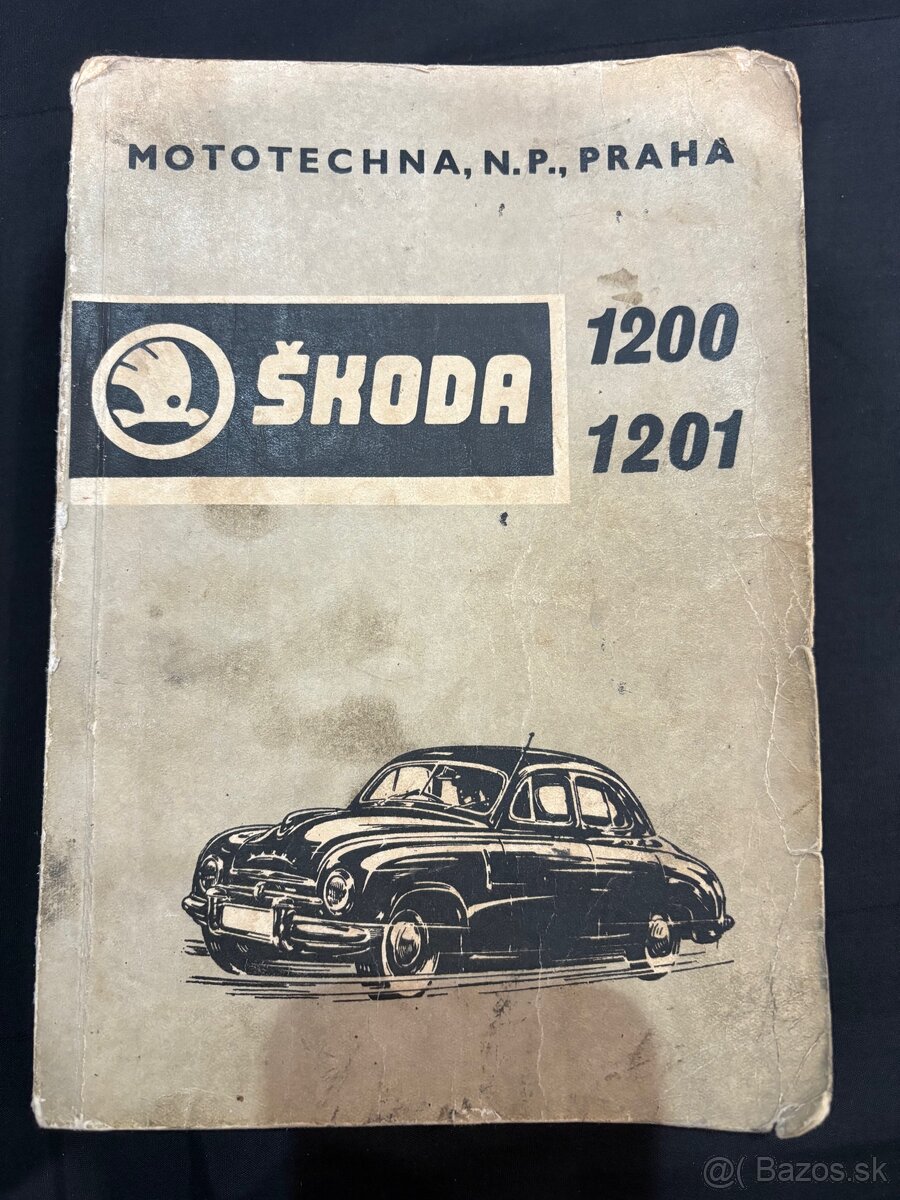 MOTOTECHNA, N.P., PRAHA
ŠKODA
1200
1201
@( Bazos.sk